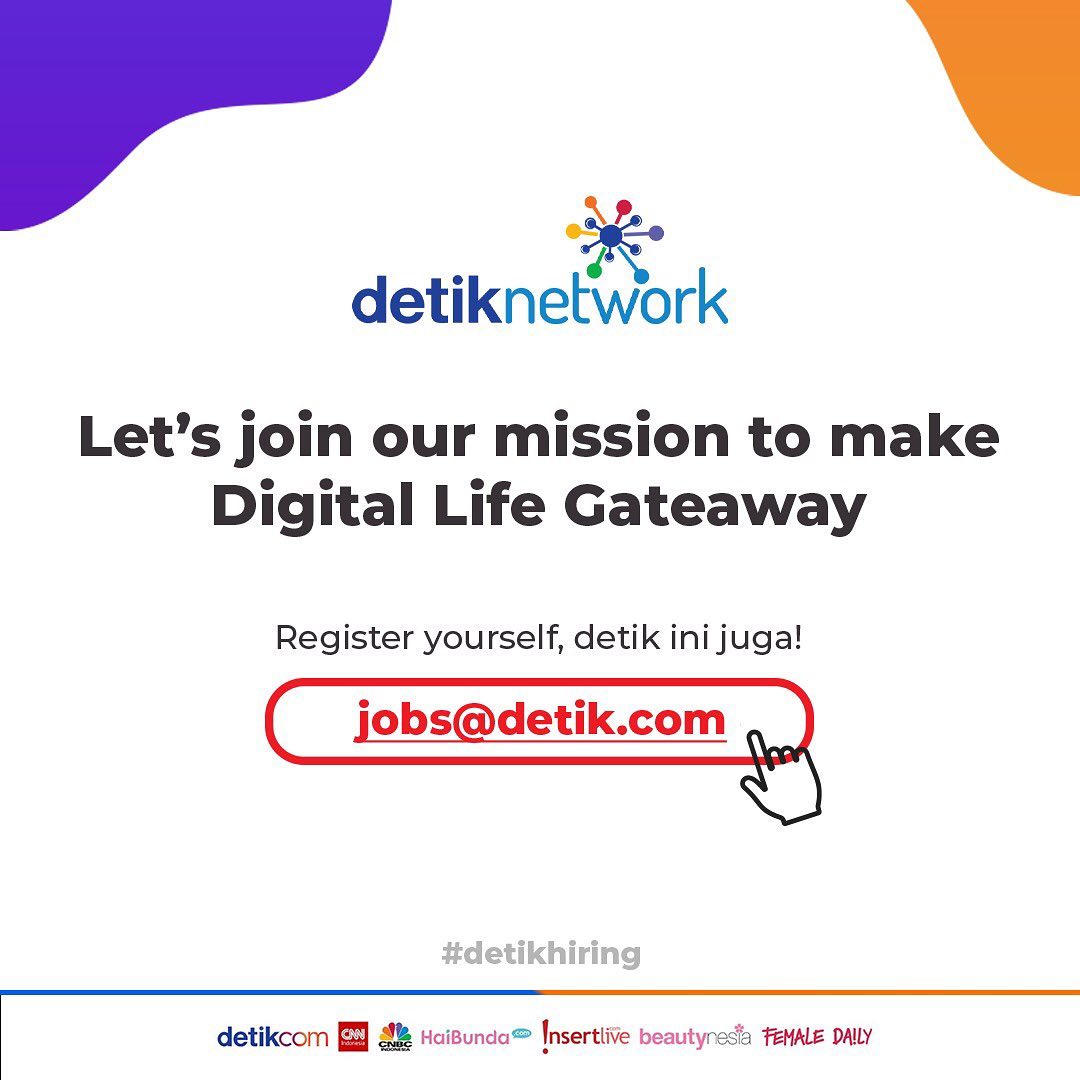 detiknetwork
Let's join our mission to make
Digital Life Gateaway
Register yourself, detik ini juga!
jobs@detik.com
#detikhiring
detikcom CNN Indonesia CNBC INDONESIA HaiBunda.com Insertlive.com beautynesia FEMALE DAILY